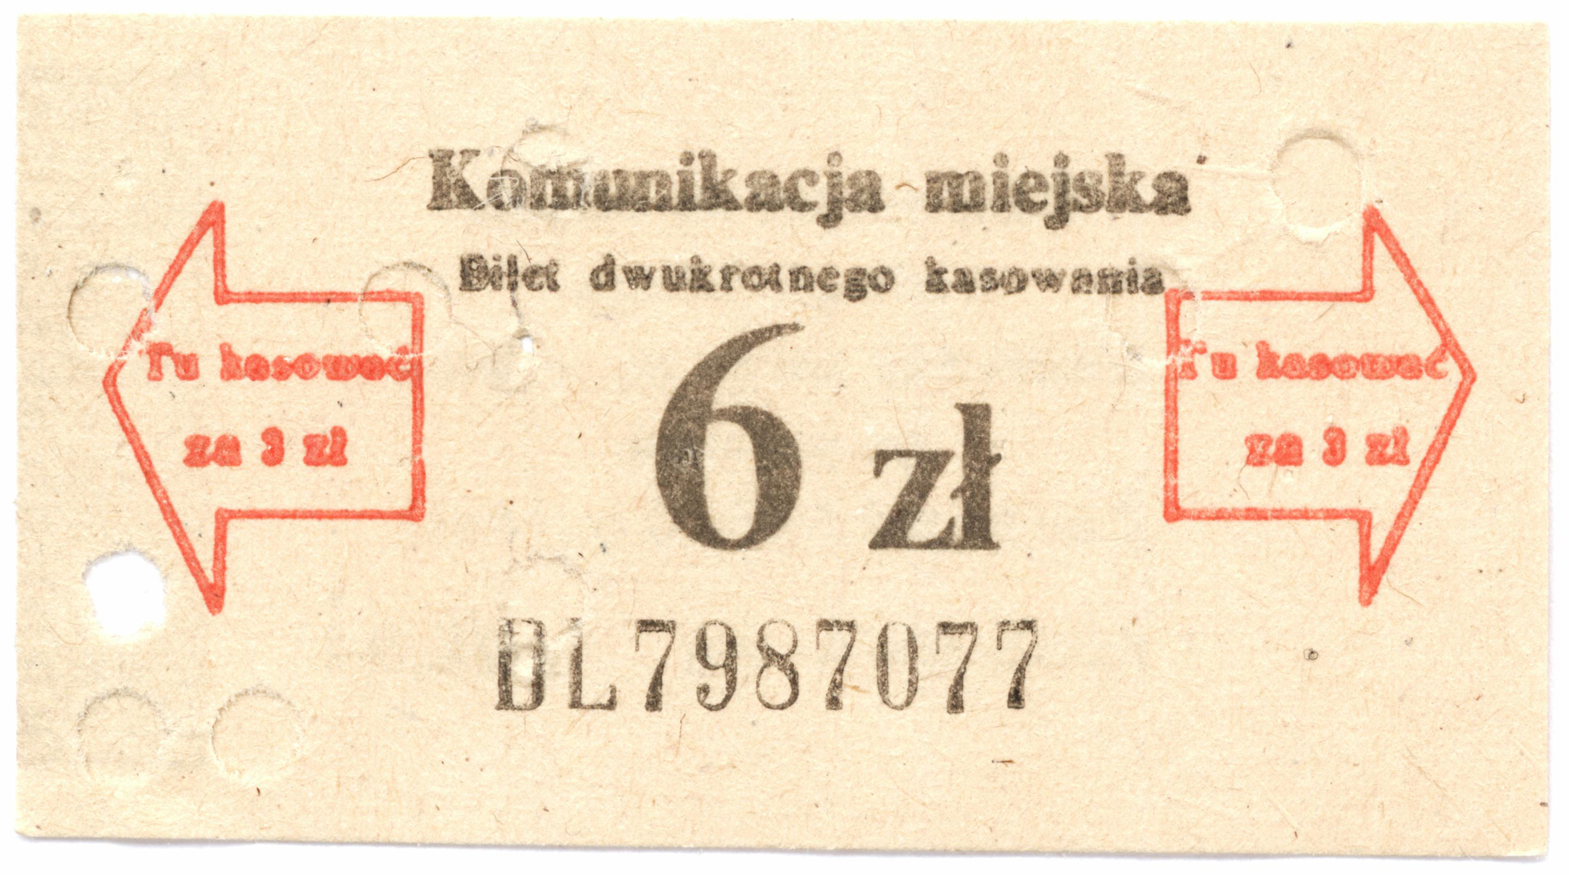 Komunikacja miejska
Bilet dwukrotnego kasowania
Tu kasować
za 3 zł
6 zł
Tu kasować
za 3 zł
BL7987077